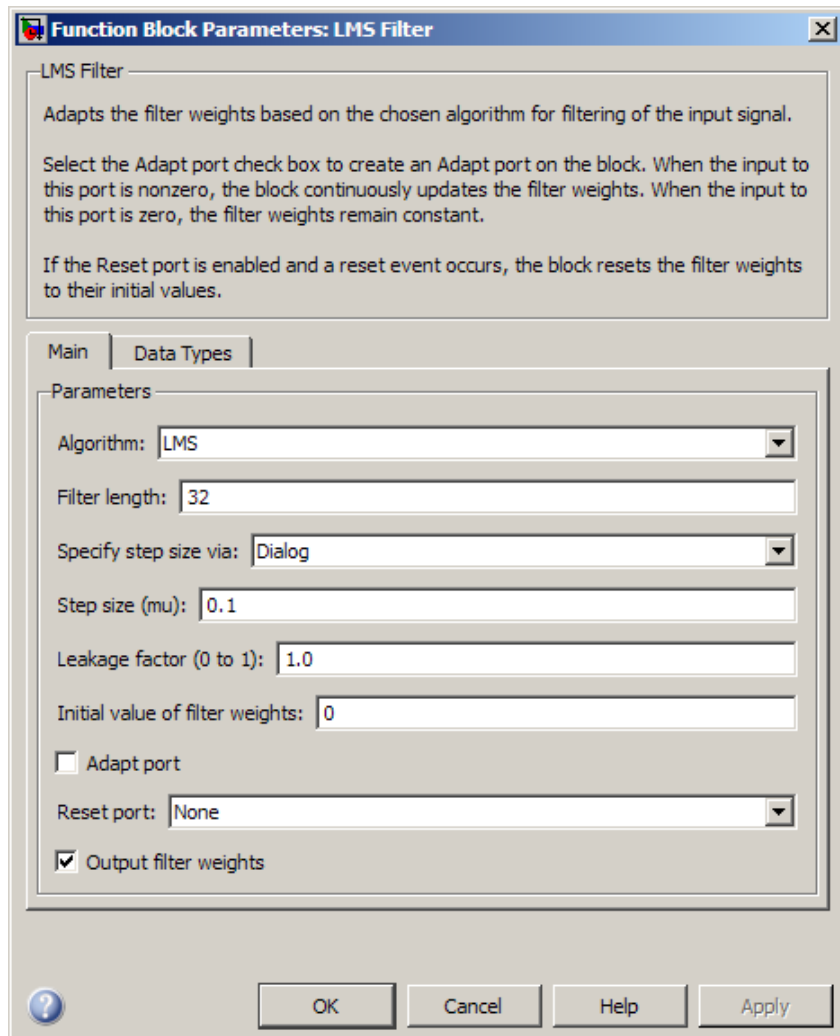 Function Block Parameters: LMS Filter
LMS Filter
Adapts the filter weights based on the chosen algorithm for filtering of the input signal.
Select the Adapt port check box to create an Adapt port on the block. When the input to
this port is nonzero, the block continuously updates the filter weights. When the input to
this port is zero, the filter weights remain constant.
If the Reset port is enabled and a reset event occurs, the block resets the filter weights
to their initial values.
Main Data Types
Parameters
Algorithm: LMS
Filter length: 32
Specify step size via: Dialog
Step size (mu): 0.1
Leakage factor (0 to 1): 1.0
Initial value of filter weights: 0
Adapt port
Reset port: None
Output filter weights
? OK Cancel Help Apply